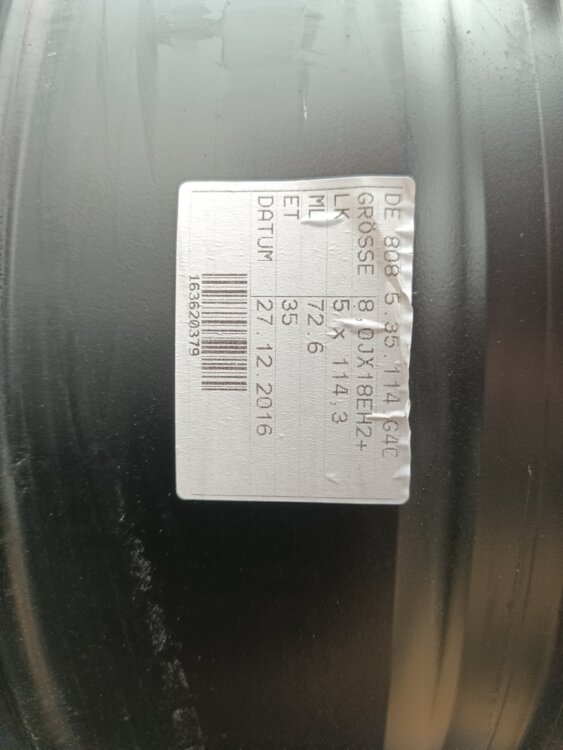 DE 808 5.35.114 G4C
GRÖSSE 8,0JX18EH2+
LK 5 x 114,3
ML 72.6
ET 35
DATUM 27.12.2016
163620379